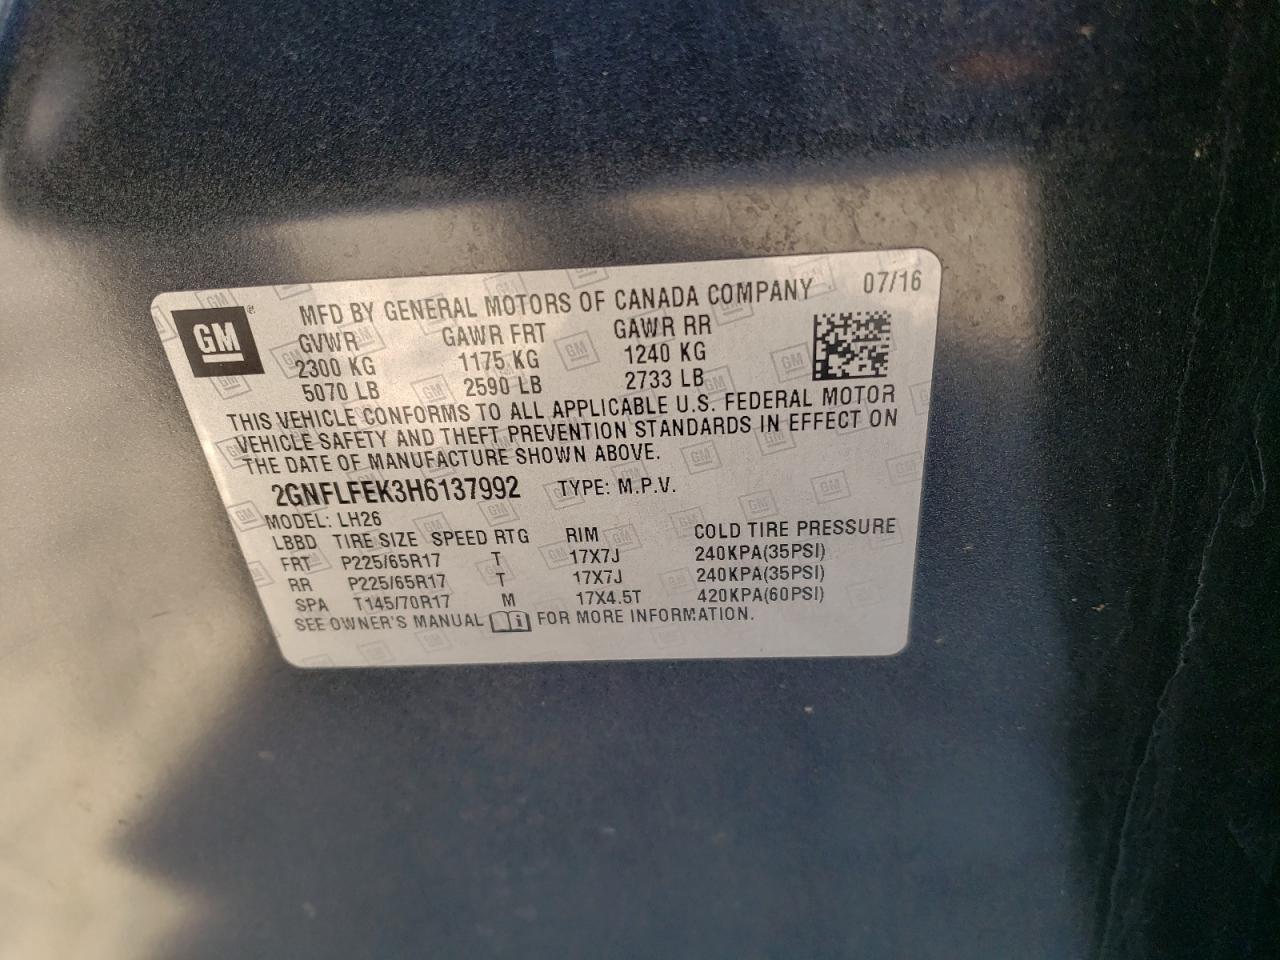 GM ® MFD BY GENERAL MOTORS OF CANADA COMPANY 07/16
GVWR GAWR FRT GAWR RR
2300 KG 1175 KG 1240 KG
5070 LB 2590 LB 2733 LB
THIS VEHICLE CONFORMS TO ALL APPLICABLE U.S. FEDERAL MOTOR
VEHICLE SAFETY AND THEFT PREVENTION STANDARDS IN EFFECT ON
THE DATE OF MANUFACTURE SHOWN ABOVE.
2GNFLFEK3H6137992 TYPE: M.P.V.
MODEL: LH26
LBBD TIRE SIZE SPEED RTG RIM COLD TIRE PRESSURE
FRT P225/65R17 T 17X7J 240KPA(35PSI)
RR P225/65R17 T 17X7J 240KPA(35PSI)
SPA T145/70R17 M 17X4.5T 420KPA(60PSI)
SEE OWNER'S MANUAL FOR MORE INFORMATION.